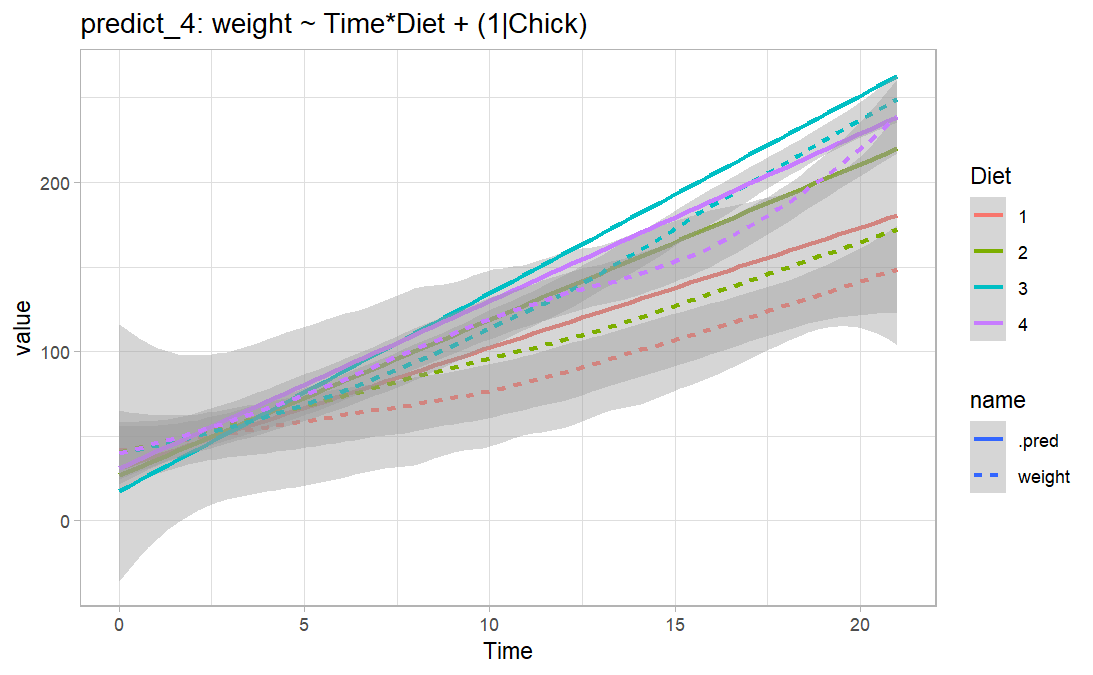 predict_4: weight ~ Time*Diet + (1|Chick)
value
200
100
0
0 5 10 15 20
Time
Diet
1
2
3
4
name
.pred
weight